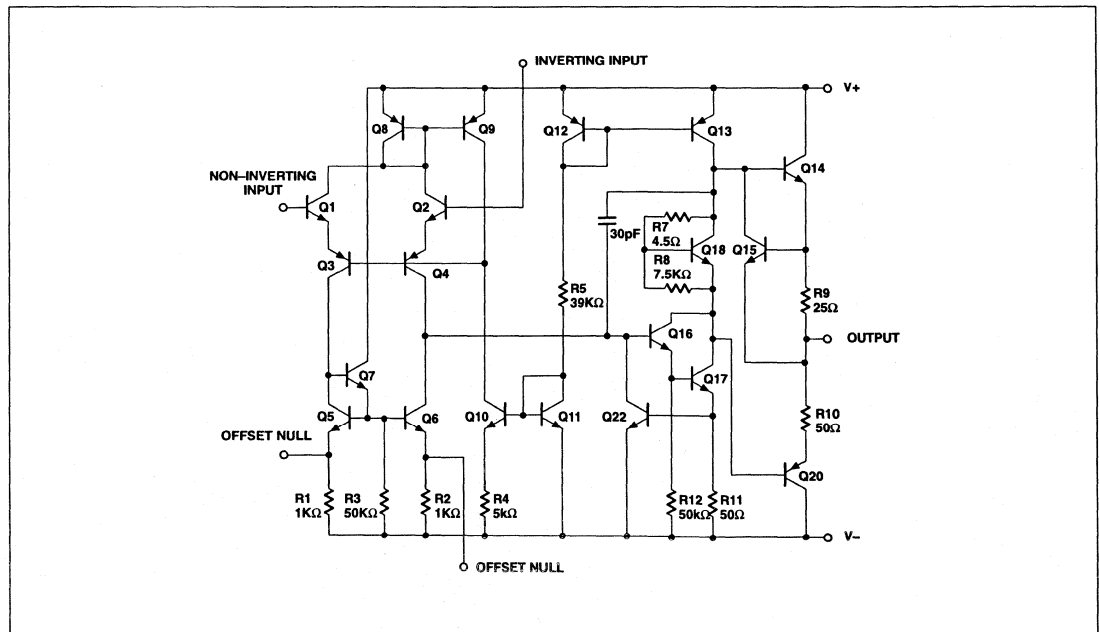 INVERTING INPUT
V+
Q8
Q9
Q12
Q13
Q14
NON–INVERTING
INPUT
Q1
Q2
30pF
R7
4.5Ω
Q18
Q15
R8
7.5KΩ
Q3
Q4
R5
39KΩ
R9
25Ω
OUTPUT
Q16
Q7
Q17
Q5
Q6
Q10
Q11
Q22
R10
50Ω
OFFSET NULL
Q20
R1
1KΩ
R3
50KΩ
R2
1KΩ
R4
5kΩ
R12
50kΩ
R11
50Ω
V–
OFFSET NULL